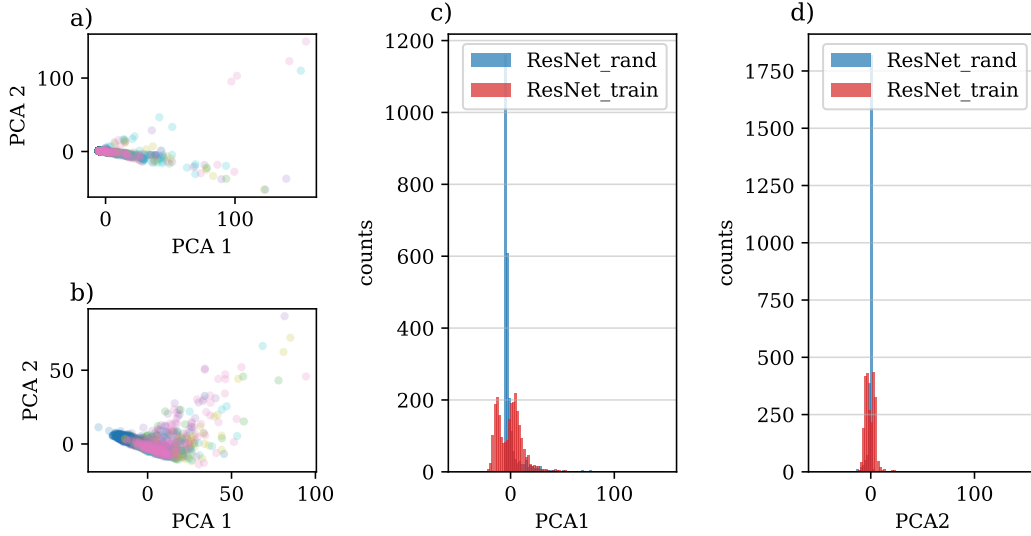 a)
100
0
PCA 2
0 100
PCA 1
b)
50
0
PCA 2
0 50 100
PCA 1
c)
1200
1000
800
600
400
200
0
counts
ResNet_rand
ResNet_train
0 100
PCA1
d)
1750
1500
1250
1000
750
500
250
0
counts
ResNet_rand
ResNet_train
0 100
PCA2